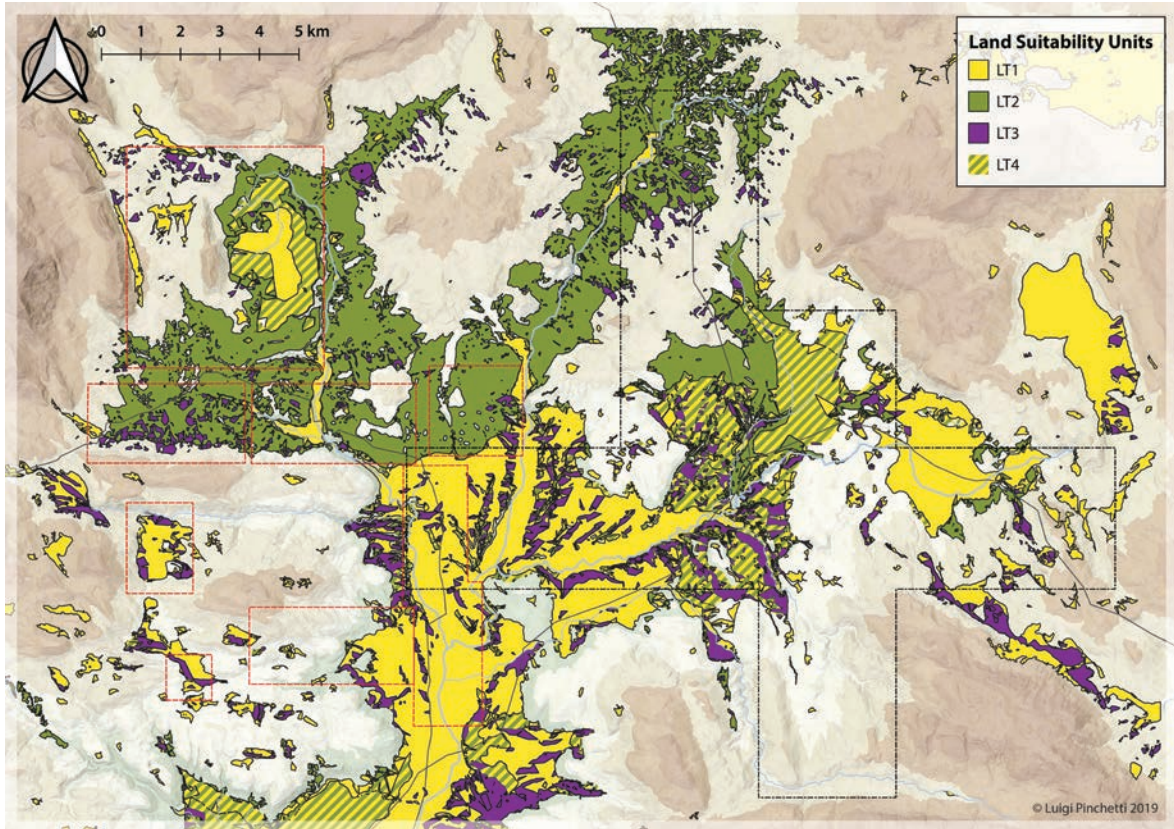 0 1 2 3 4 5 km
Land Suitability Units
LT1
LT2
LT3
LT4
© Luigi Pinchetti 2019